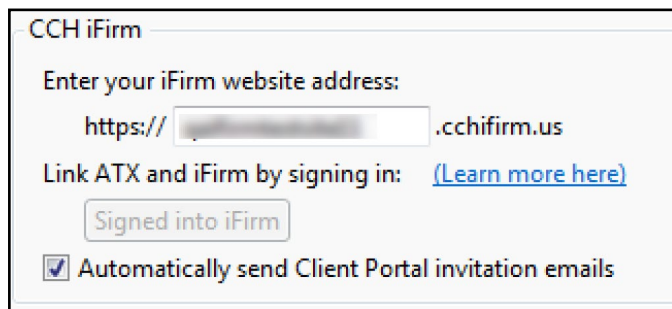 CCH iFirm
Enter your iFirm website address:
https:// .cchifirm.us
Link ATX and iFirm by signing in: (Learn more here)
Signed into iFirm
Automatically send Client Portal invitation emails